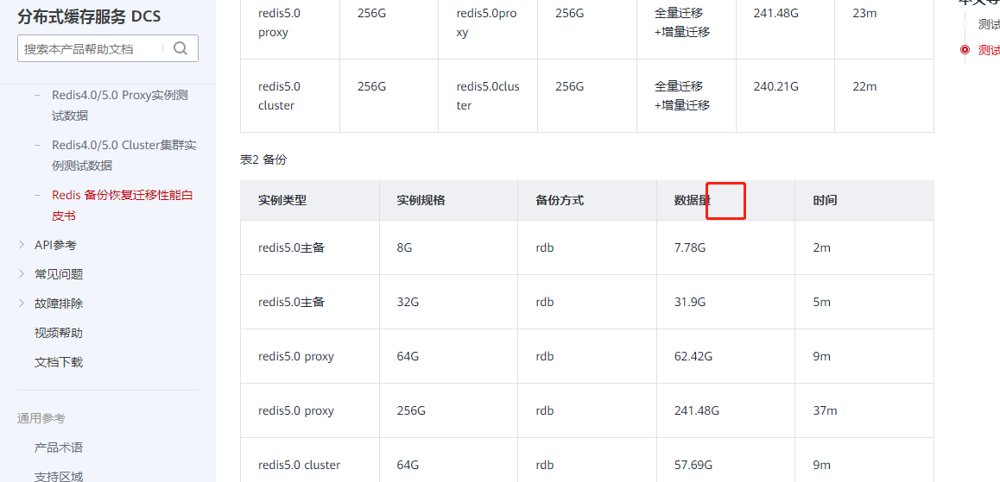 分布式缓存服务 DCS
搜索本产品帮助文档
Redis4.0/5.0 Proxy实例测
试数据
Redis4.0/5.0 Cluster集群实
例测试数据
Redis 备份恢复迁移性能白
皮书
API参考
常见问题
故障排除
视频帮助
文档下载
通用参考
产品术语
支持区域
redis5.0 256G redis5.0pro 256G 全量迁移 241.48G 23m
proxy xy +增量迁移
redis5.0 256G redis5.0clus 256G 全量迁移 240.21G 22m
cluster ter +增量迁移
表2 备份
实例类型 实例规格 备份方式 数据量 时间
redis5.0主备 8G rdb 7.78G 2m
redis5.0主备 32G rdb 31.9G 5m
redis5.0 proxy 64G rdb 62.42G 9m
redis5.0 proxy 256G rdb 241.48G 37m
redis5.0 cluster 64G rdb 57.69G 9m
测试
测试